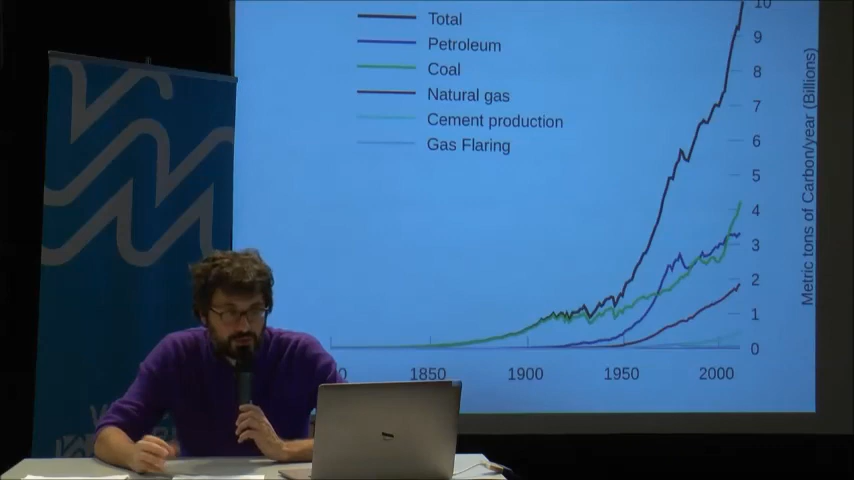 Total
Petroleum
Coal
Natural gas
Cement production
Gas Flaring
10
9
8
7
6
5
4
3
2
1
0
Metric tons of Carbon/year (Billions)
1850
1900
1950
2000